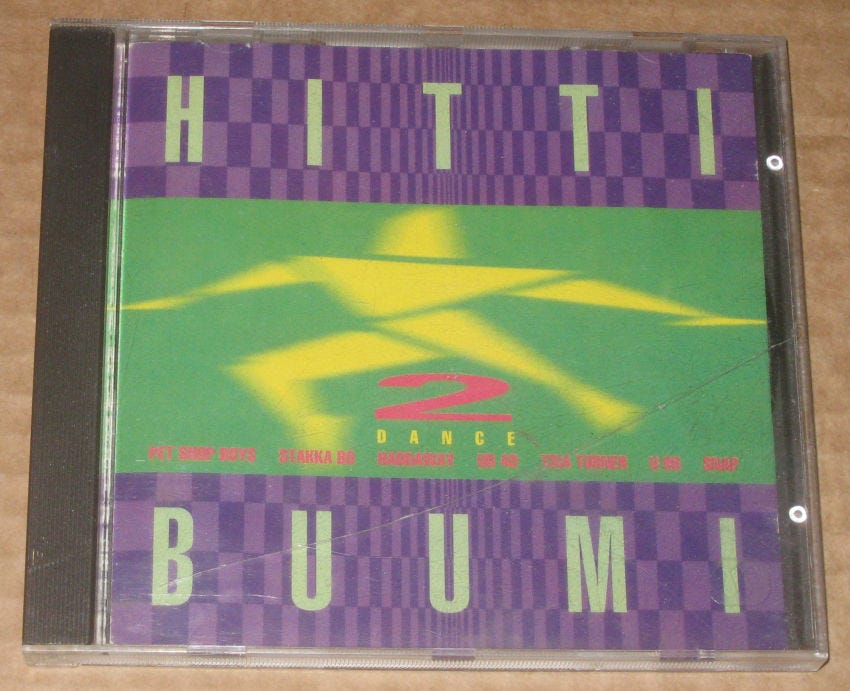 HITTI
2
DANCE
PET SHOP BOYS STAKKA BO HADDAWAY UB 40 TINA TURNER U 96 SNAP
BUUMI